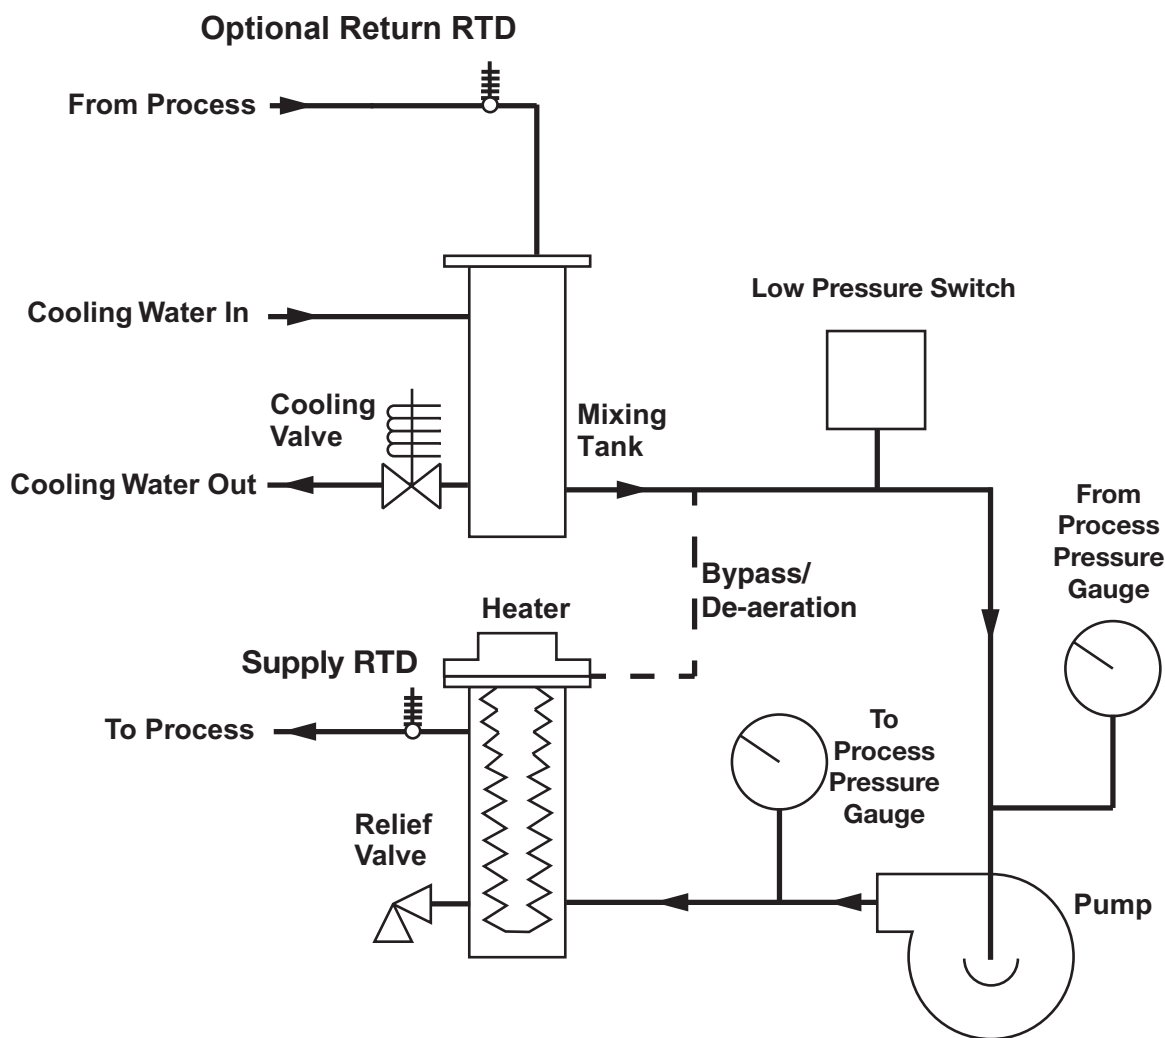 Optional Return RTD
From Process
Cooling Water In
Low Pressure Switch
Cooling
Valve
Mixing
Tank
Cooling Water Out
From
Process
Pressure
Gauge
Bypass/
De-aeration
Heater
Supply RTD
To Process
To
Process
Pressure
Gauge
Relief
Valve
Pump